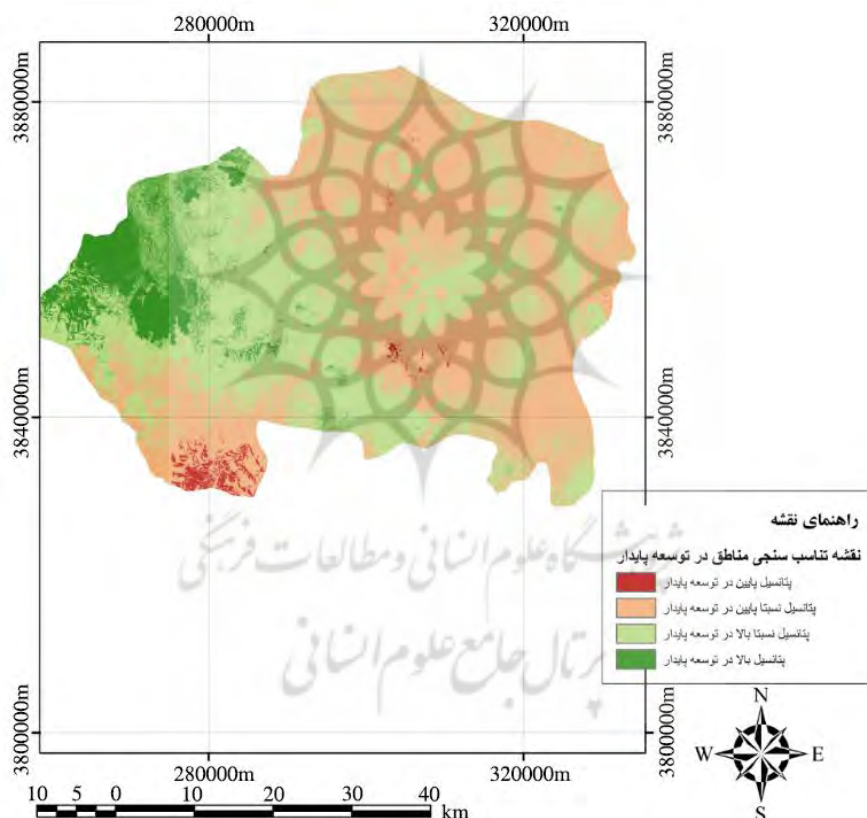 280000m 320000m
3880000m 3880000m
3840000m 3840000m
3800000m 3800000m
280000m 320000m
راهنمای نقشه
نقشه تناسب سنجی مناطق در توسعه پایدار
پتانسیل پایین در توسعه پایدار
پتانسیل نسبتا پایین در توسعه پایدار
پتانسیل نسبتا بالا در توسعه پایدار
پتانسیل بالا در توسعه پایدار
پژوهشگاه علوم انسانی و مطالعات فرهنگی
پرتال جامع علوم انسانی
N
W E
S
10 5 0 10 20 30 40
km